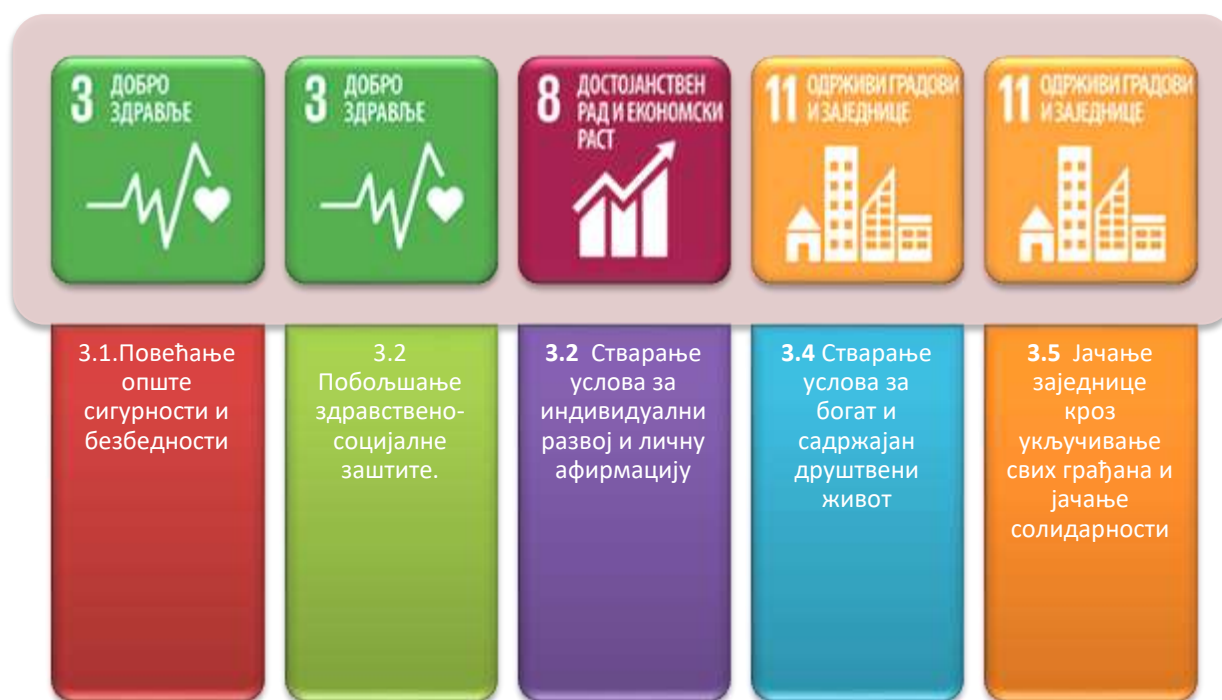 3 ДОБРО
ЗДРАВЉЕ
3 ДОБРО
ЗДРАВЉЕ
8 ДОСТОЈАНСТВЕН
РАД И ЕКОНОМСКИ
РАСТ
11 ОДРЖИВИ ГРАДОВИ
И ЗАЈЕДНИЦЕ
11 ОДРЖИВИ ГРАДОВИ
И ЗАЈЕДНИЦЕ
3.1.Повећање
опште
сигурности и
безбедности
3.2
Побољшање
здравствено-
социјалне
заштите.
3.2 Стварање
услова за
индивидуални
развој и личну
афирмацију
3.4 Стварање
услова за
богат и
садржајан
друштвени
живот
3.5 Јачање
заједнице
кроз
укључивање
свих грађана и
јачање
солидарности